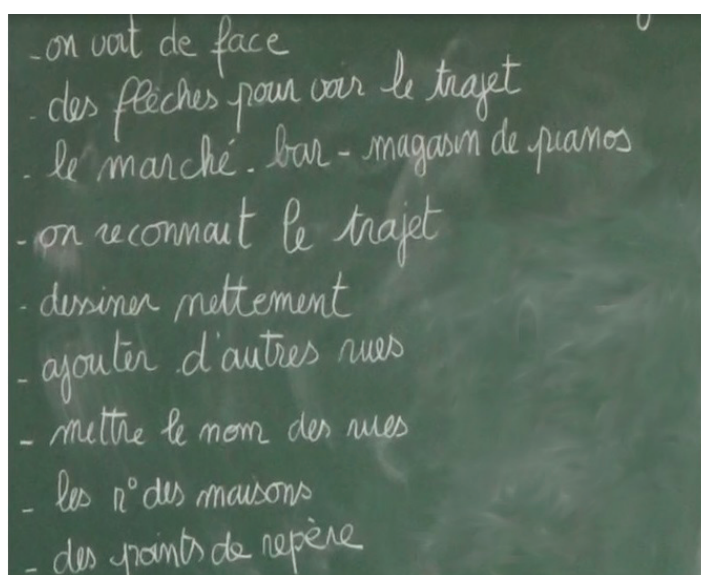 - on voit de face
- des flèches pour voir le trajet
- le marché - bar - magasin de pianos
- on reconnait le trajet
- dessiner nettement
- ajouter d'autres rues
- mettre le nom des rues
- les n° des maisons
- des points de repère